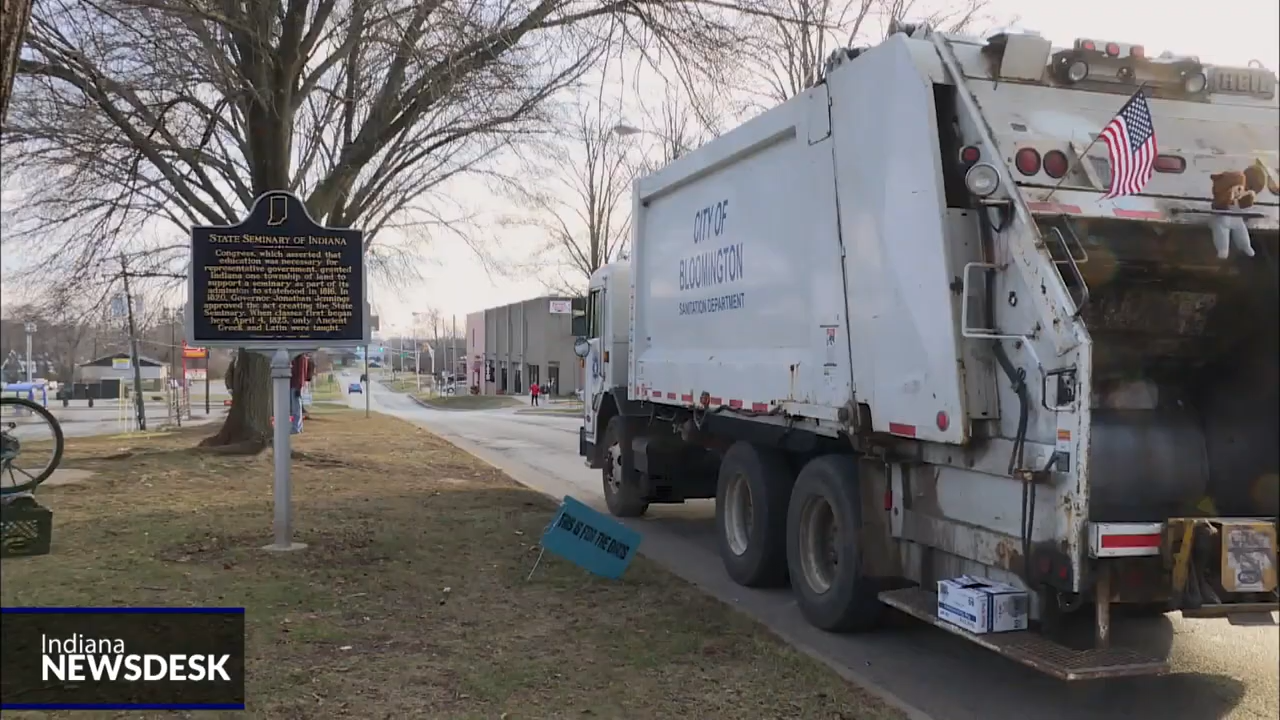 State Seminary of Indiana
Congress, which asserted that
education was necessary for
representative government, granted
Indiana one township of land to
support a seminary as part of its
admission to statehood in 1816. In
1820, Governor Jonathan Jennings
approved the act creating the State
Seminary. When classes first began
here April 4, 1825, only Ancient
Greek and Latin were taught.
CITY OF
BLOOMINGTON
SANITATION DEPARTMENT
HEIL
THIS IS FOR THE BIRDS
Indiana
NEWSDESK